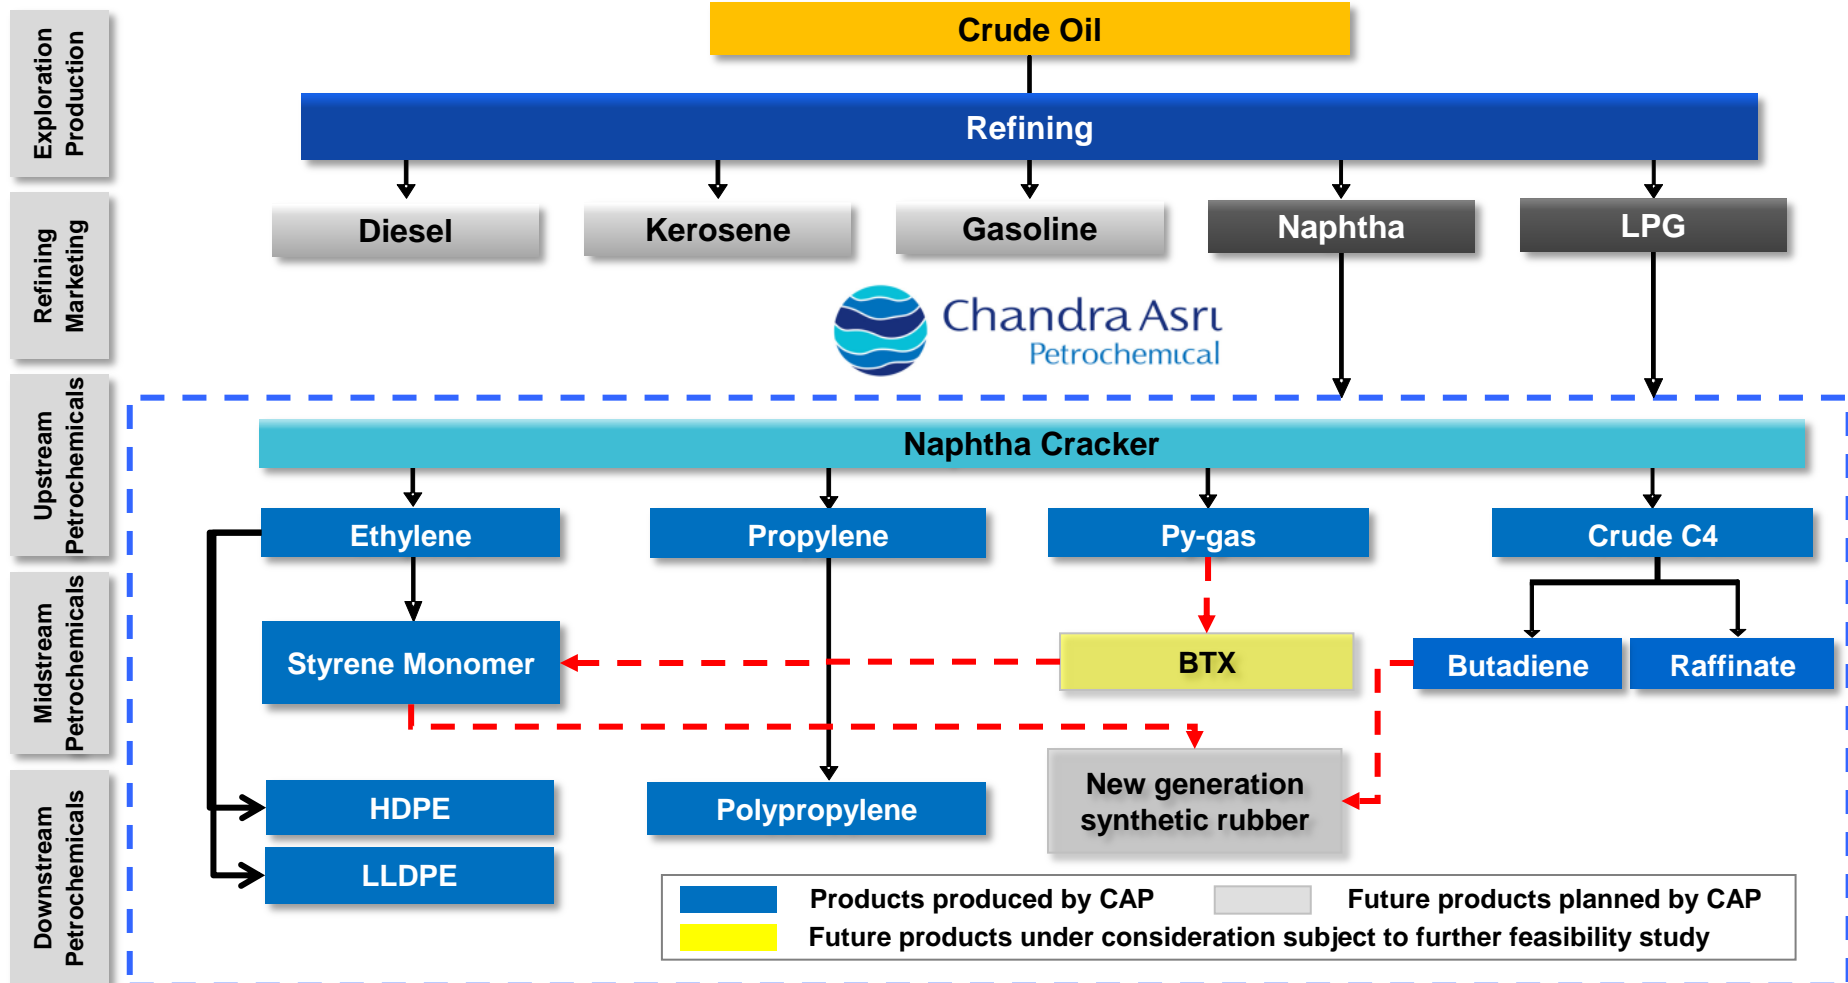 Crude Oil
Exploration
Production
Refining
Refining
Marketing
Diesel
Kerosene
Gasoline
Naphtha
LPG
Chandra Asri
Petrochemical
Upstream
Petrochemicals
Naphtha Cracker
Ethylene
Propylene
Py-gas
Crude C4
Midstream
Petrochemicals
Styrene Monomer
BTX
Butadiene
Raffinate
Downstream
Petrochemicals
HDPE
Polypropylene
New generation
synthetic rubber
LLDPE
Products produced by CAP
Future products planned by CAP
Future products under consideration subject to further feasibility study